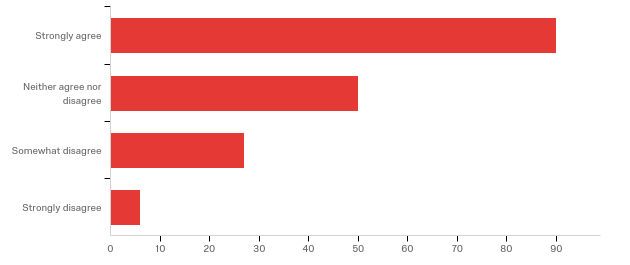 Strongly agree
Neither agree nor
disagree
Somewhat disagree
Strongly disagree
0 10 20 30 40 50 60 70 80 90